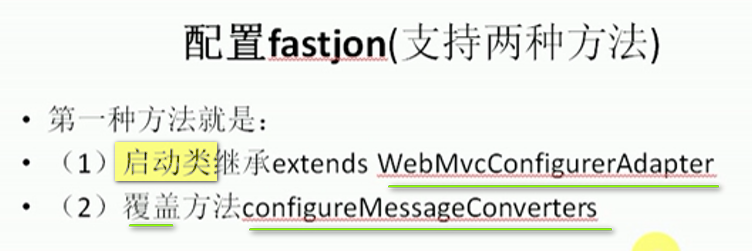 配置fastjon(支持两种方法)
• 第一种方法就是：
• （1）启动类继承extends WebMvcConfigurerAdapter
• （2）覆盖方法configureMessageConverters